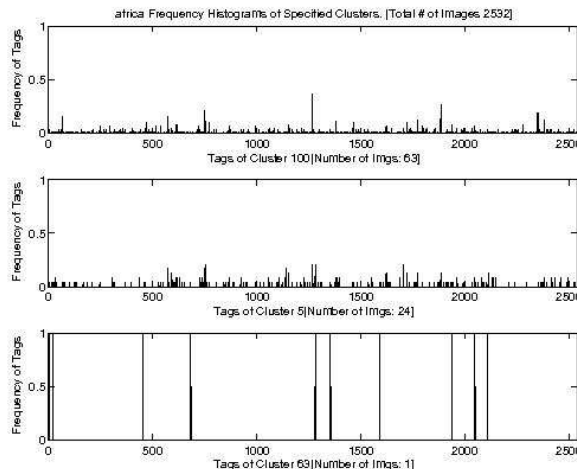 africa Frequency Histograms of Specified Clusters. [Total # of Images 2532]
Frequency of Tags
1
0.5
0
0 500 1000 1500 2000 2500
Tags of Cluster 100[Number of Imgs: 63]
Frequency of Tags
1
0.5
0
0 500 1000 1500 2000 2500
Tags of Cluster 5[Number of Imgs: 24]
Frequency of Tags
1
0.5
0
0 500 1000 1500 2000 2500
Tags of Cluster 63[Number of Imgs: 1]